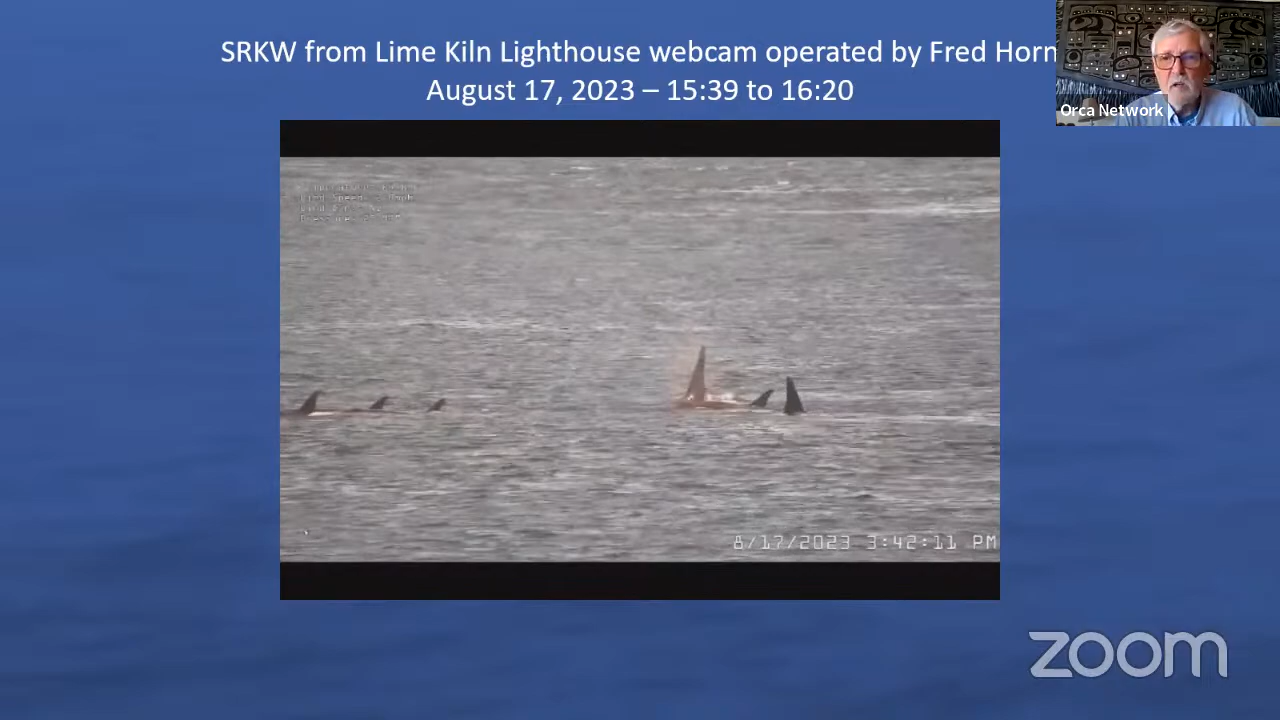 SRKW from Lime Kiln Lighthouse webcam operated by Fred Horn
August 17, 2023 – 15:39 to 16:20
Orca Network
8/17/2023 3:42:11 PM
zoom